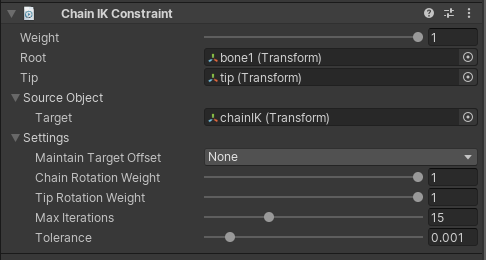 Chain IK Constraint
Weight 1
Root bone1 (Transform)
Tip tip (Transform)
Source Object
Target chainIK (Transform)
Settings
Maintain Target Offset None
Chain Rotation Weight 1
Tip Rotation Weight 1
Max Iterations 15
Tolerance 0.001